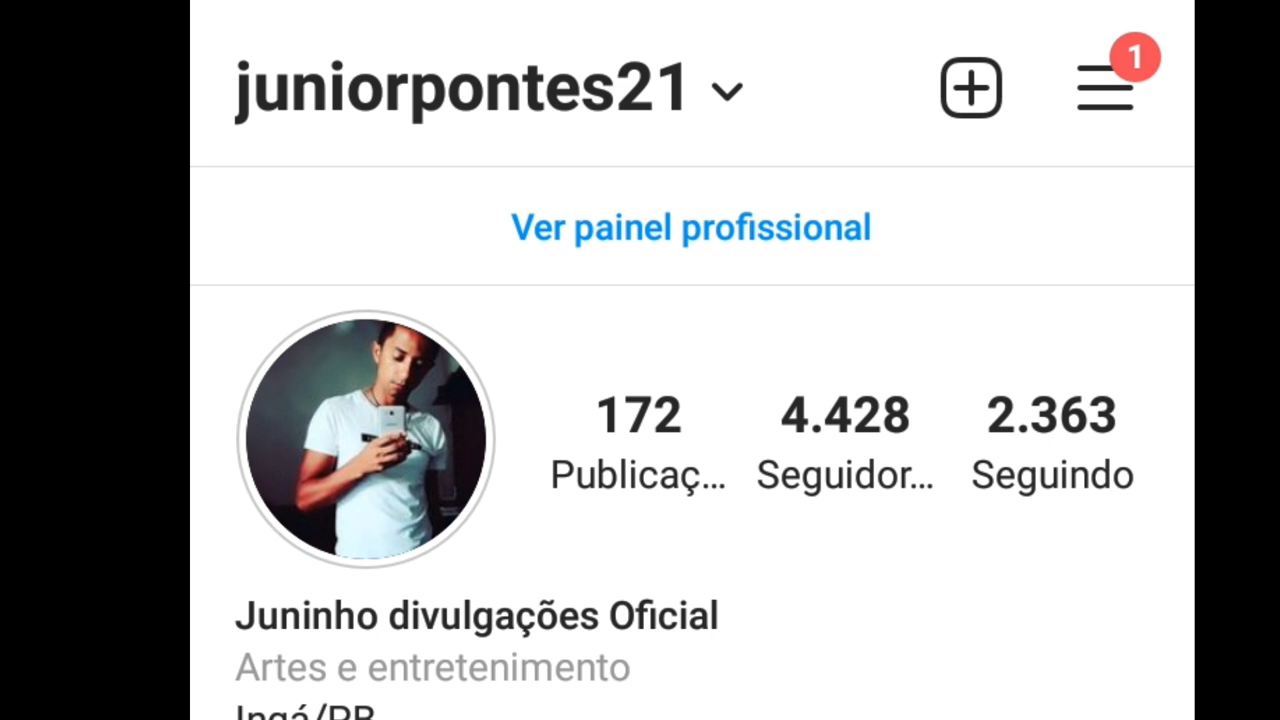 juniorpontes21
1
Ver painel profissional
172 4.428 2.363
Publicaç... Seguidor... Seguindo
Juninho divulgações Oficial
Artes e entretenimento
Ingá/PB